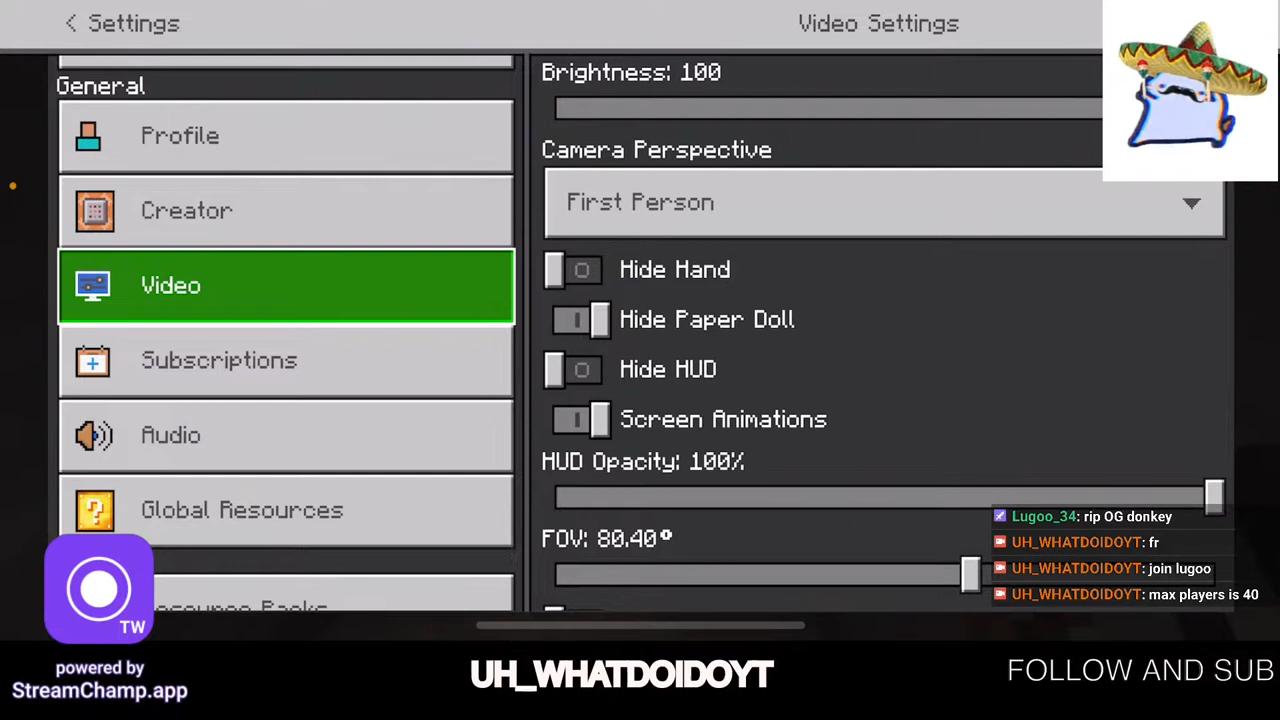 < Settings
Video Settings
General
Profile
Creator
Video
Subscriptions
Audio
Global Resources
Resource Packs
Brightness: 100
Camera Perspective
First Person
Hide Hand
Hide Paper Doll
Hide HUD
Screen Animations
HUD Opacity: 100%
FOV: 80.40°
Lugoo_34: rip OG donkey
UH_WHATDOIDOYT: fr
UH_WHATDOIDOYT: join lugoo
UH_WHATDOIDOYT: max players is 40
TW
powered by
StreamChamp.app
UH_WHATDOIDOYT
FOLLOW AND SUB